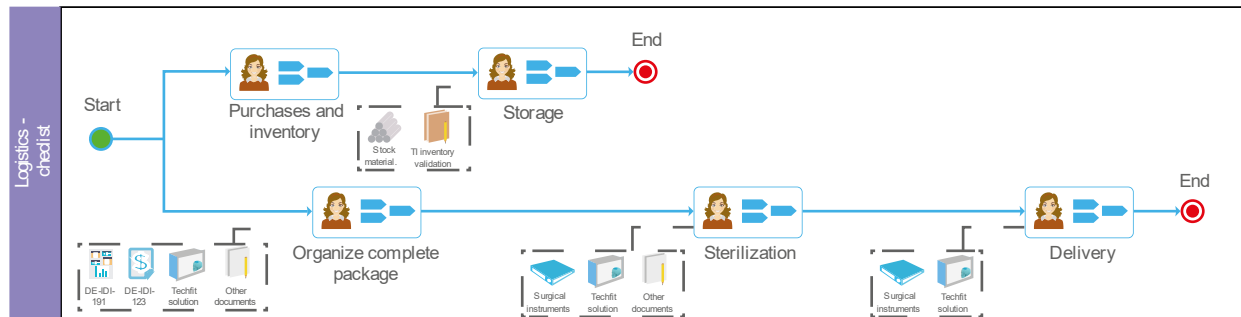 Logistics -
chedist
Start
Purchases and
inventory
Stock
material.
TI inventory
validation
Storage
End
DE-IDI-
191
DE-IDI-
123
Techfit
solution
Other
documents
Organize complete
package
Surgical
instruments
Techfit
solution
Other
documents
Sterilization
Surgical
instruments
Techfit
solution
Delivery
End